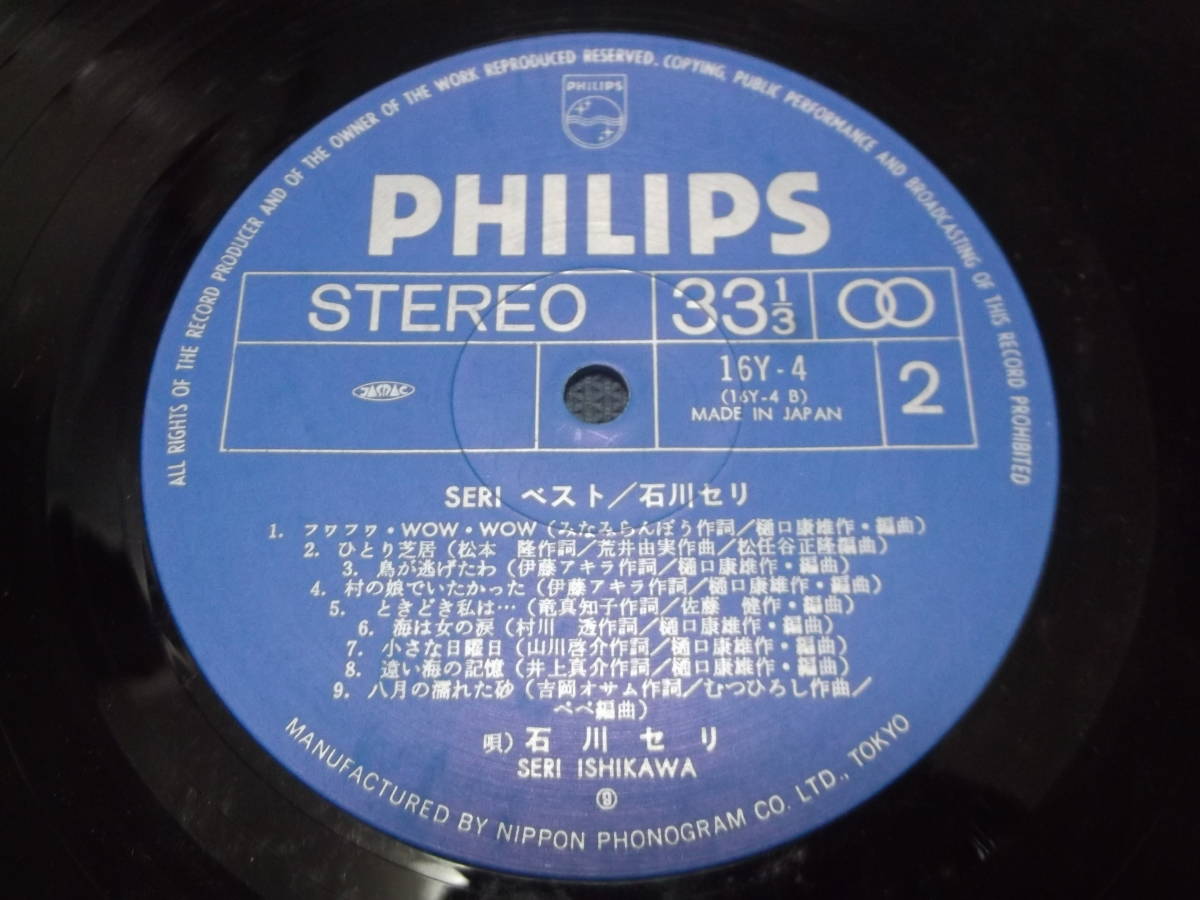 ALL RIGHTS OF THE RECORD PRODUCER AND OF THE OWNER OF THE WORK REPRODUCED RESERVED. COPYING, PUBLIC PERFORMANCE AND BROADCASTING OF THIS RECORD PROHIBITED
PHILIPS
PHILIPS
STEREO 33 1/3
JASRAC
16Y-4
(16Y-4 B)
MADE IN JAPAN
2
SERI ベスト／石川セリ
1. フワフワ・WOW・WOW（みなみらんぼう作詞／樋口康雄作・編曲）
2. ひとり芝居（松本 隆作詞／荒井由実作曲／松任谷正隆編曲）
3. 鳥が逃げたわ（伊藤アキラ作詞／樋口康雄作・編曲）
4. 村の娘でいたかった（伊藤アキラ作詞／樋口康雄作・編曲）
5. ときどき私は…（竜真知子作詞／佐藤 健作・編曲）
6. 海は女の涙（村川 透作詞／樋口康雄作・編曲）
7. 小さな日曜日（山川啓介作詞／樋口康雄作・編曲）
8. 遠い海の記憶（井上真介作詞／樋口康雄作・編曲）
9. 八月の濡れた砂（吉岡オサム作詞／むつひろし作曲／
ペペ編曲）
唄）石川セリ
SERI ISHIKAWA
⑨
MANUFACTURED BY NIPPON PHONOGRAM CO. LTD., TOKYO